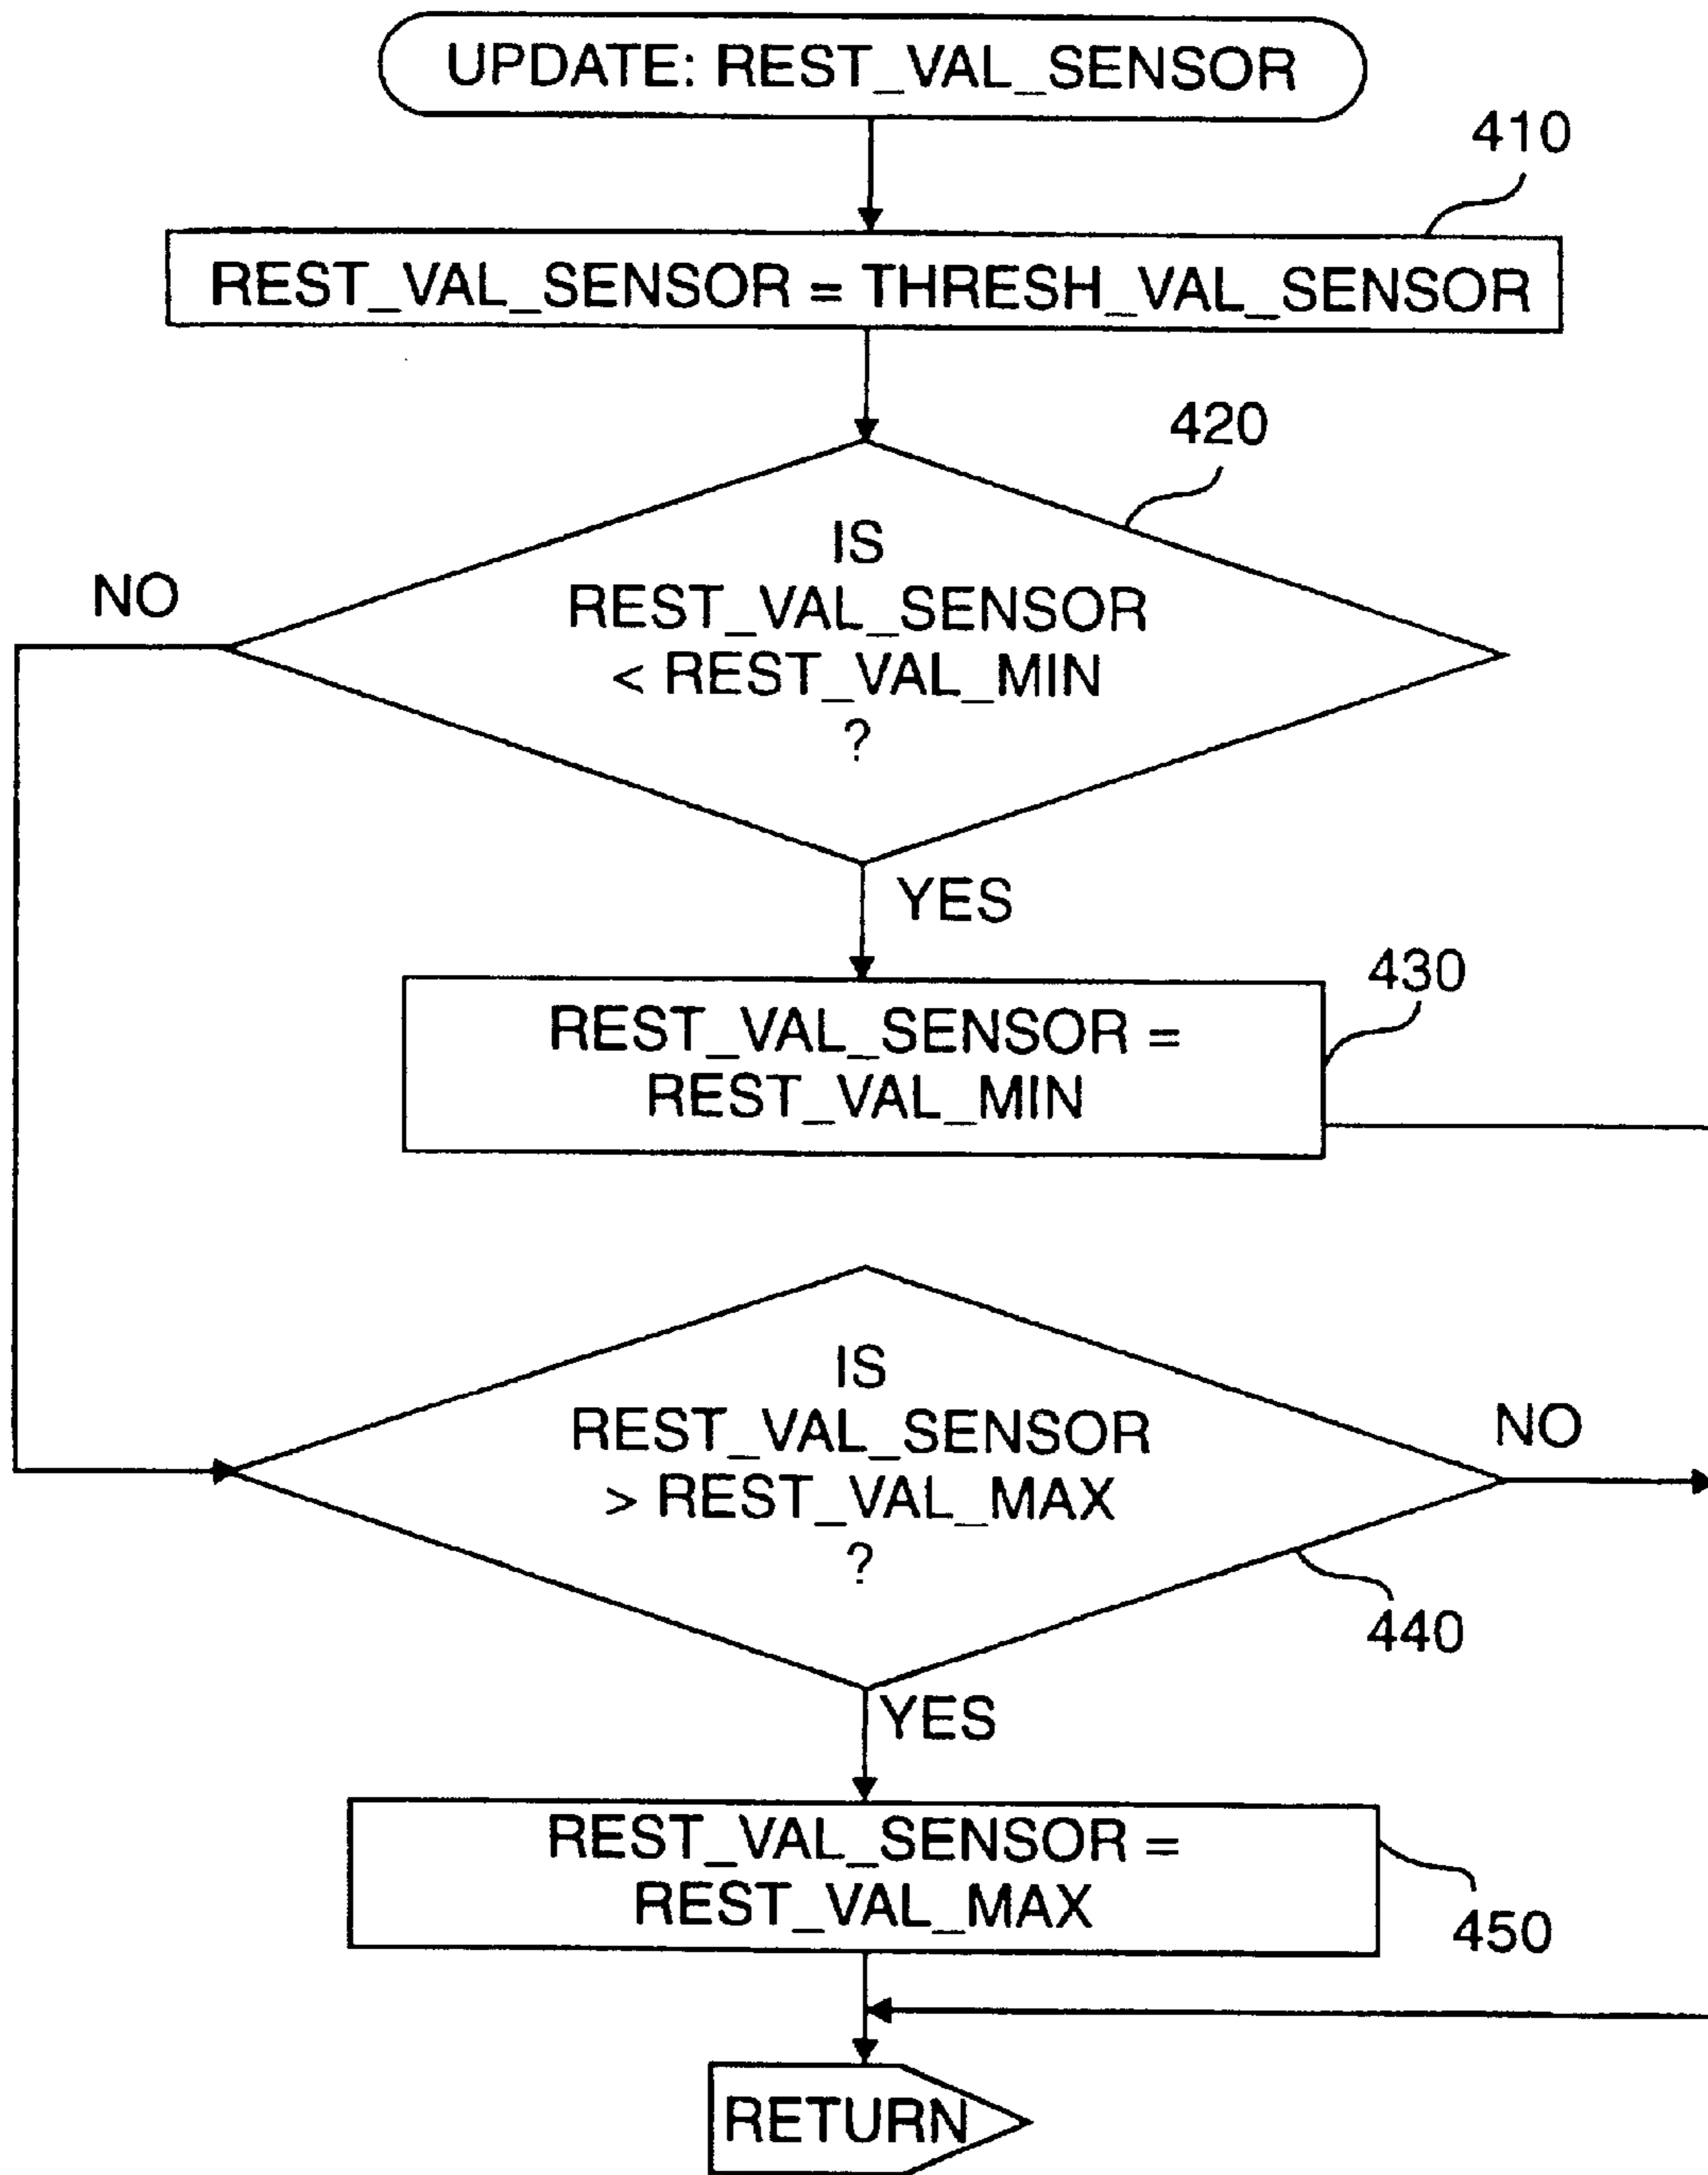 UPDATE: REST_VAL_SENSOR
410
REST_VAL_SENSOR = THRESH_VAL_SENSOR
420
IS
REST_VAL_SENSOR
< REST_VAL_MIN
?
NO
YES
430
REST_VAL_SENSOR =
REST_VAL_MIN
IS
REST_VAL_SENSOR
> REST_VAL_MAX
?
NO
440
YES
REST_VAL_SENSOR =
REST_VAL_MAX
450
RETURN